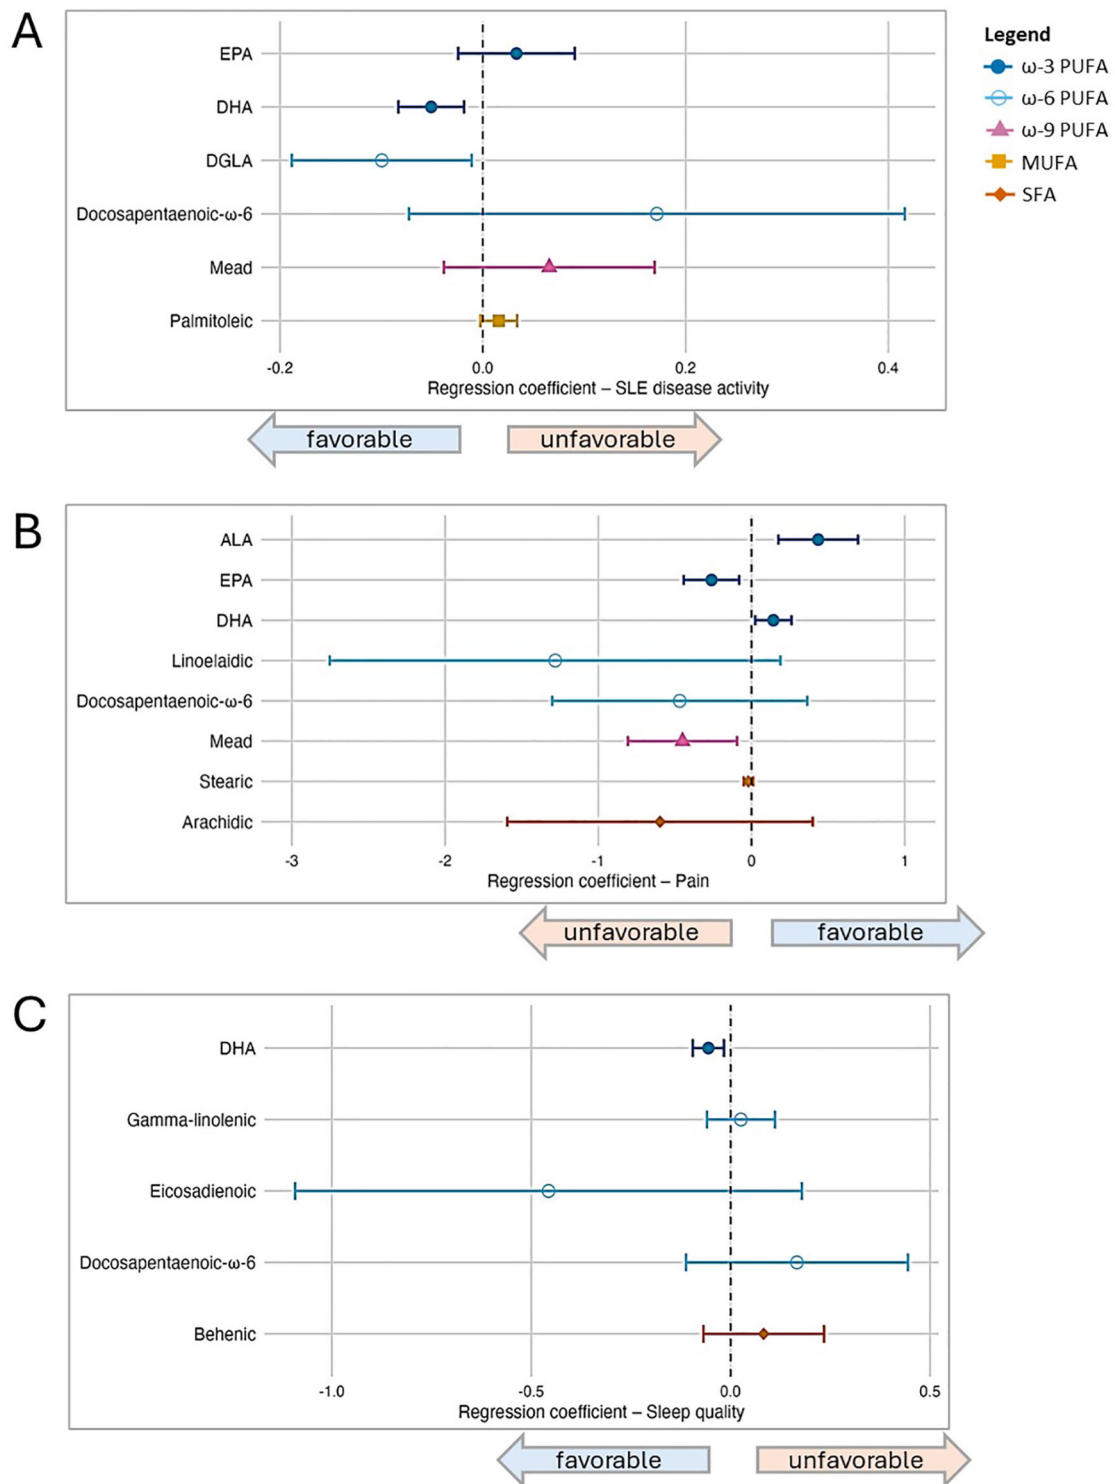 A
EPA
DHA
DGLA
Docosapentaenoic-ω-6
Mead
Palmitoleic
-0.2 0.0 0.2 0.4
Regression coefficient – SLE disease activity
favorable unfavorable
Legend
ω-3 PUFA
ω-6 PUFA
ω-9 PUFA
MUFA
SFA
B
ALA
EPA
DHA
Linoelaidic
Docosapentaenoic-ω-6
Mead
Stearic
Arachidic
-3 -2 -1 0 1
Regression coefficient – Pain
unfavorable favorable
C
DHA
Gamma-linolenic
Eicosadienoic
Docosapentaenoic-ω-6
Behenic
-1.0 -0.5 0.0 0.5
Regression coefficient – Sleep quality
favorable unfavorable